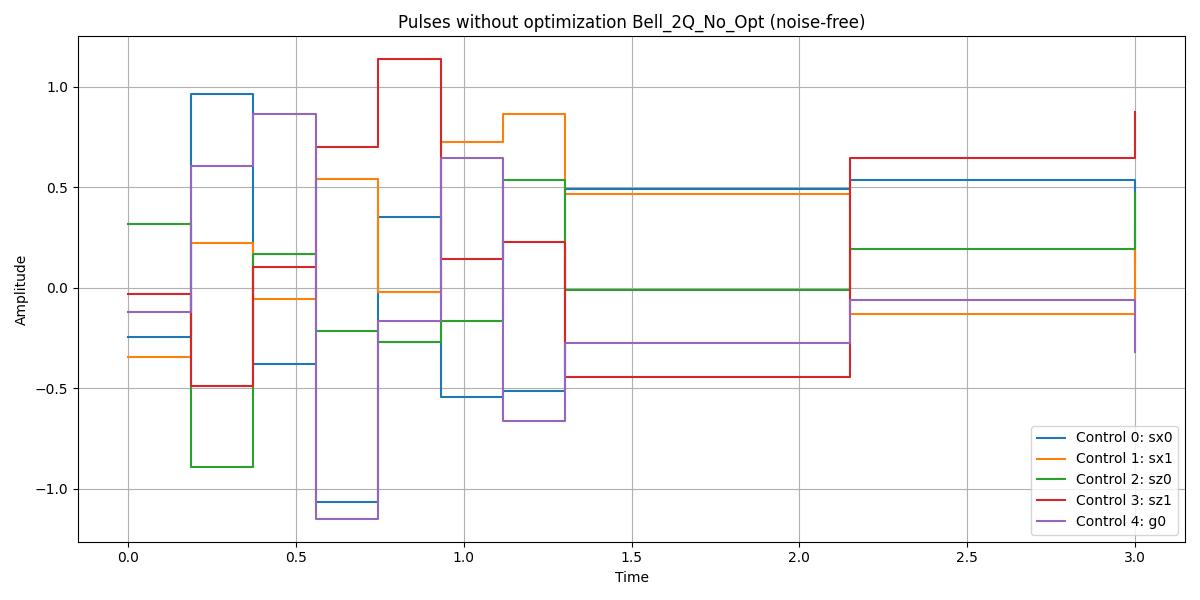 Pulses without optimization Bell_2Q_No_Opt (noise-free)
Amplitude
1.0
0.5
0.0
−0.5
−1.0
0.0
0.5
1.0
1.5
2.0
2.5
3.0
Time
Control 0: sx0
Control 1: sx1
Control 2: sz0
Control 3: sz1
Control 4: g0